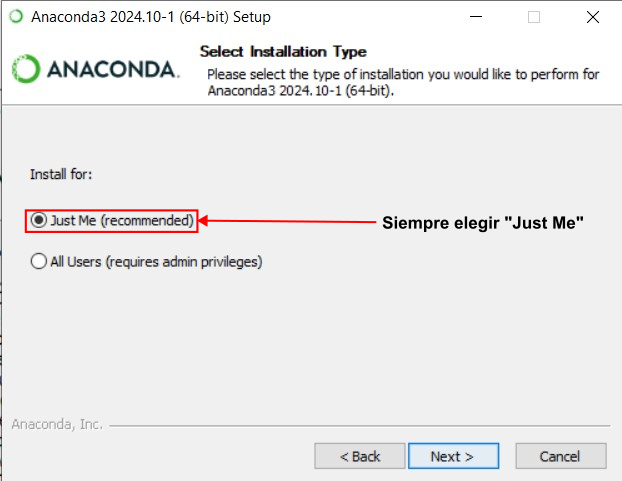 Anaconda3 2024.10-1 (64-bit) Setup
Select Installation Type
ANACONDA.
Please select the type of installation you would like to perform for
Anaconda3 2024.10-1 (64-bit).
Install for:
Just Me (recommended)
Siempre elegir "Just Me"
All Users (requires admin privileges)
Anaconda, Inc.
< Back
Next >
Cancel